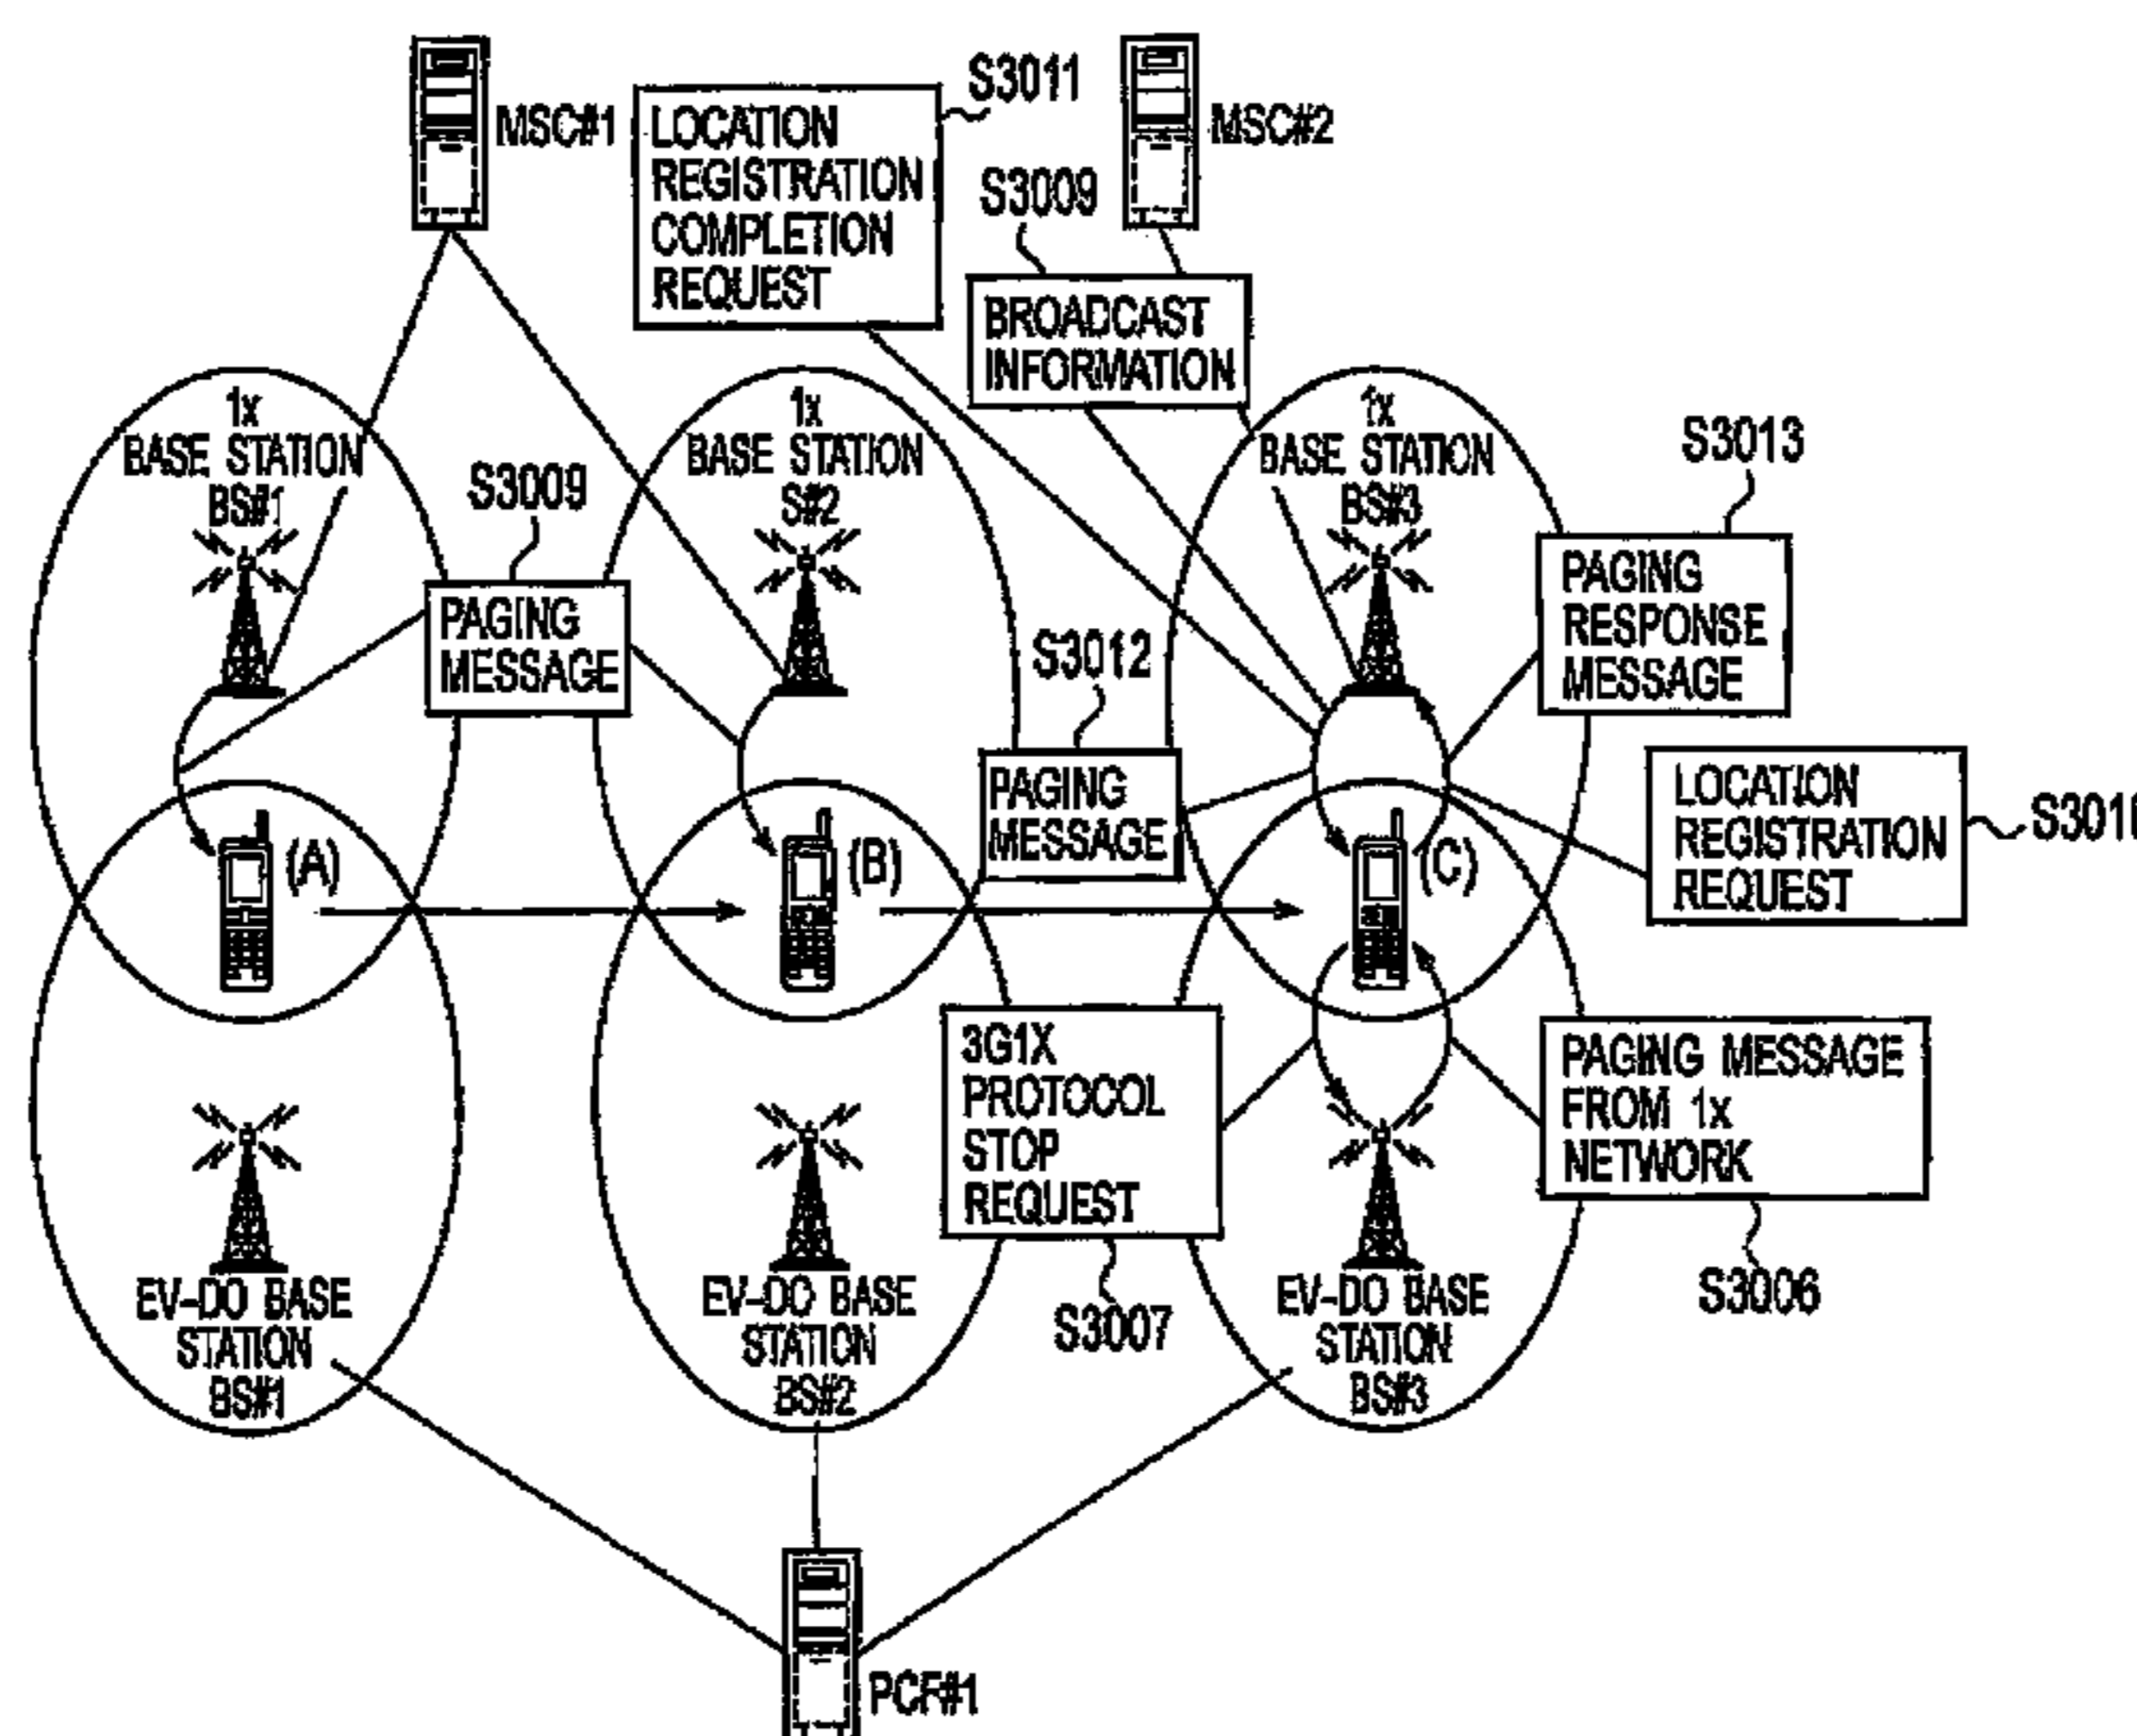 S3011
MSC#1
LOCATION
REGISTRATION
COMPLETION
REQUEST
MSC#2
S3009
BROADCAST
INFORMATION
1x
BASE STATION
BS#1
1x
BASE STATION
S#2
1x
BASE STATION
BS#3
S3009
PAGING
MESSAGE
S3013
PAGING
RESPONSE
MESSAGE
S3012
PAGING
MESSAGE
LOCATION
REGISTRATION
REQUEST
(A)
(B)
(C)
3G1X
PROTOCOL
STOP
REQUEST
S3007
PAGING MESSAGE
FROM 1x
NETWORK
S3006
EV-DO BASE
STATION
BS#1
EV-DO BASE
STATION
BS#2
EV-DO BASE
STATION
BS#3
PCF#1